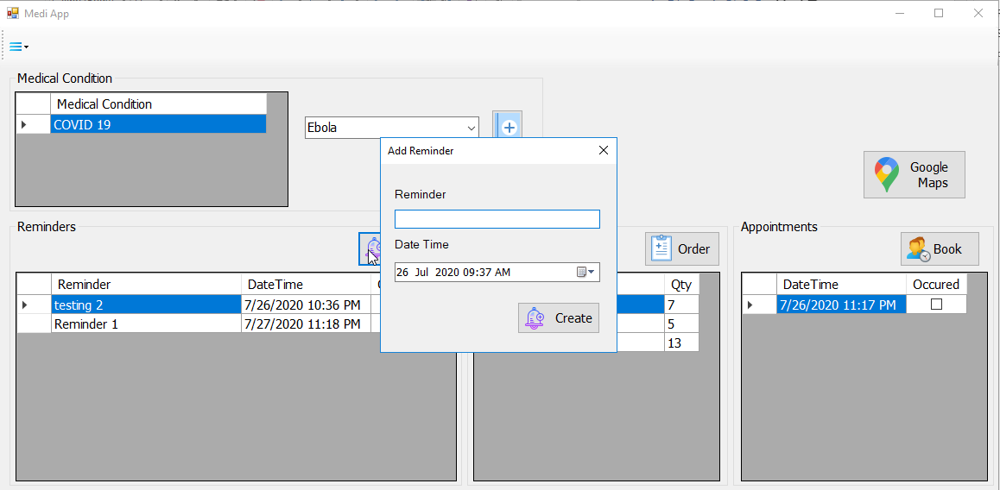 Medi App
Medical Condition
Medical Condition
COVID 19
Ebola
Add Reminder
Reminder
Date Time
26 Jul 2020 09:37 AM
Create
Google
Maps
Reminders
Reminder DateTime
testing 2 7/26/2020 10:36 PM
Reminder 1 7/27/2020 11:18 PM
Order
Qty
7
5
13
Appointments
Book
DateTime Occured
7/26/2020 11:17 PM